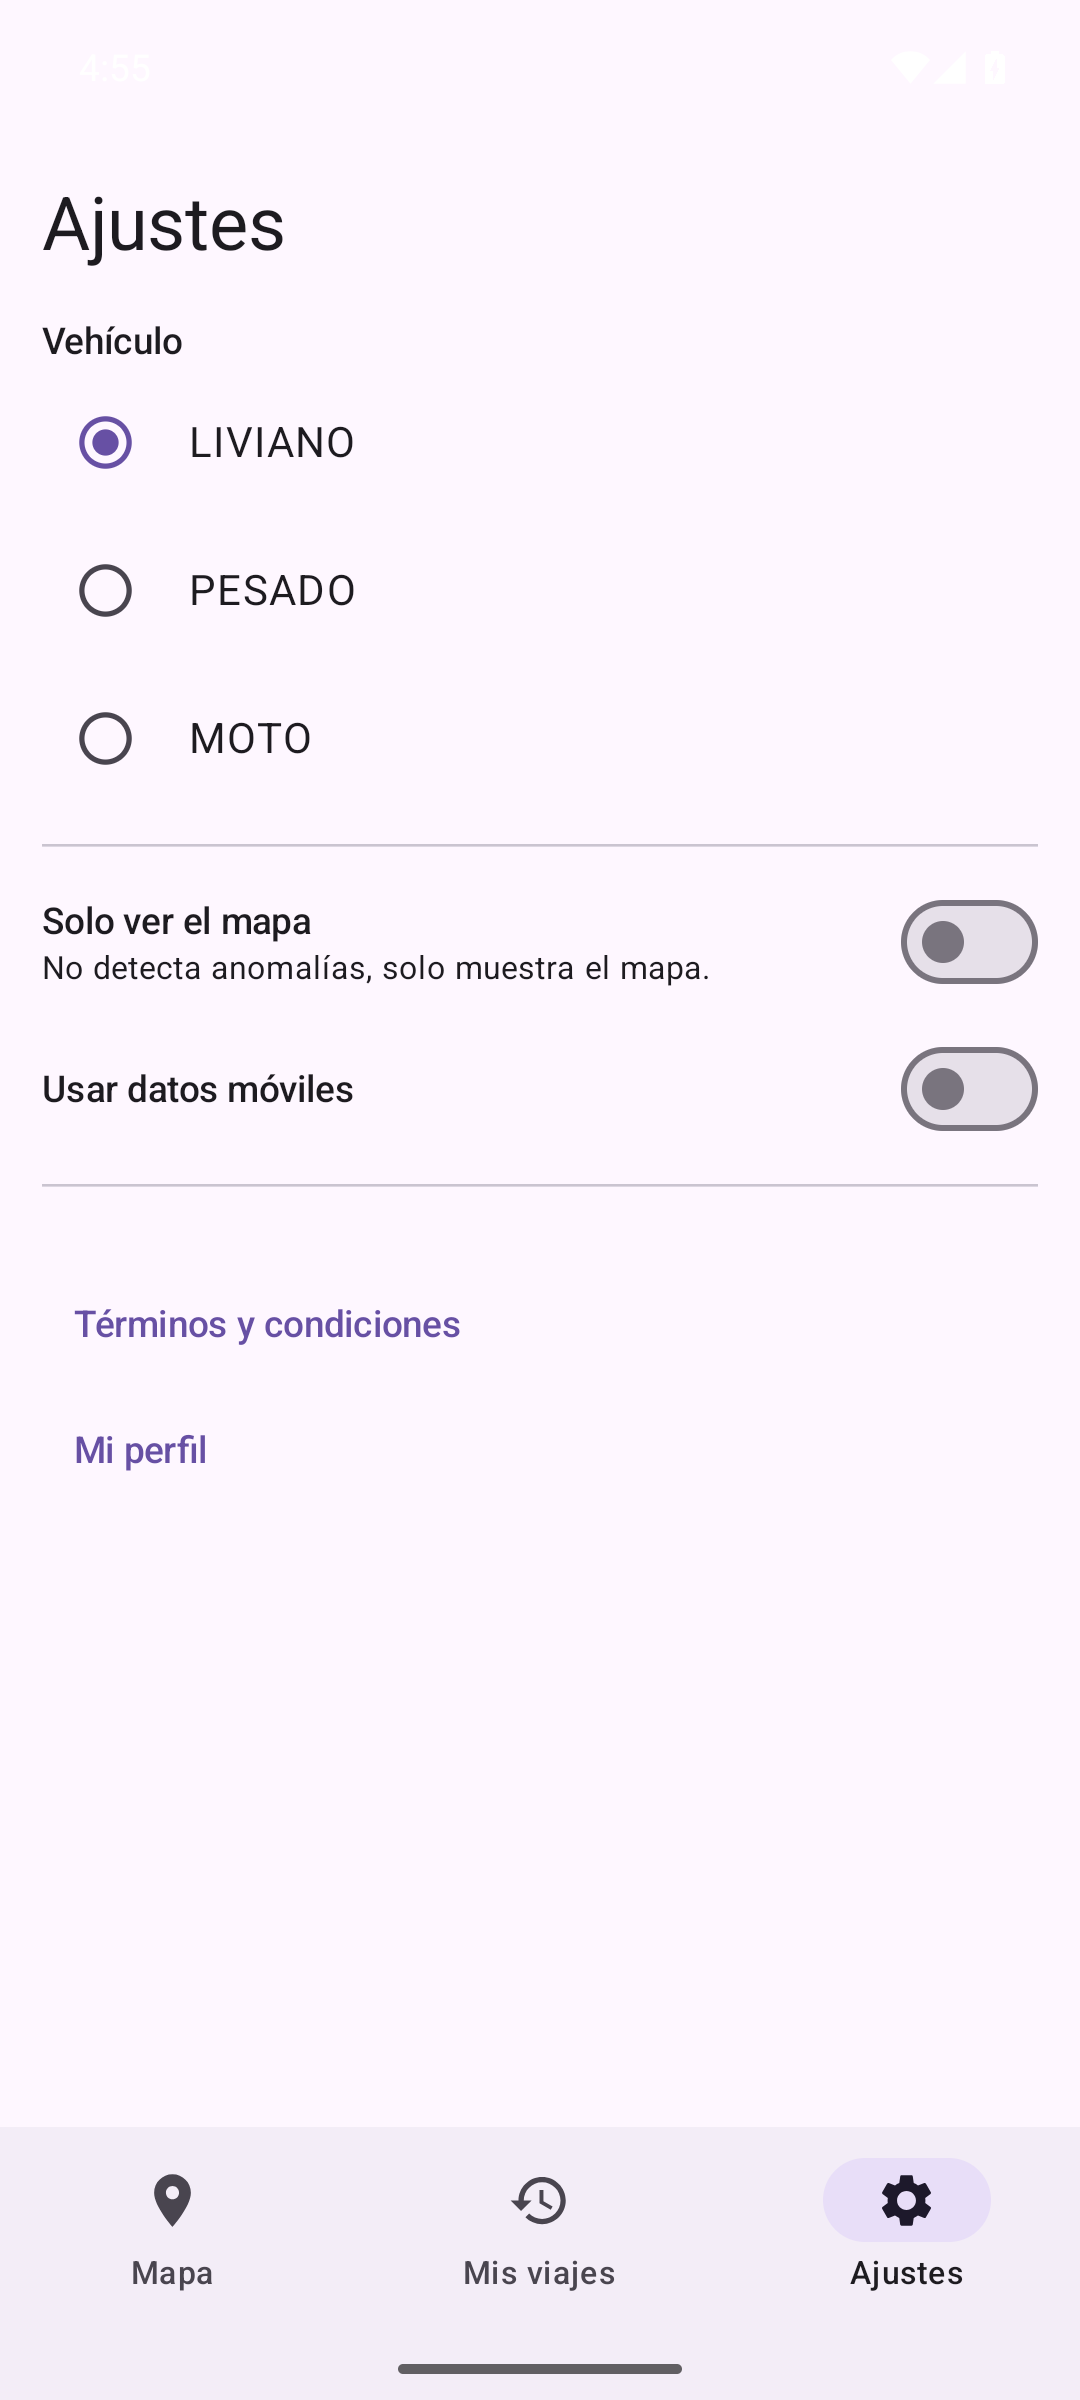 4:55
Ajustes
Vehículo
LIVIANO
PESADO
MOTO
Solo ver el mapa
No detecta anomalías, solo muestra el mapa.
Usar datos móviles
Términos y condiciones
Mi perfil
Mapa
Mis viajes
Ajustes